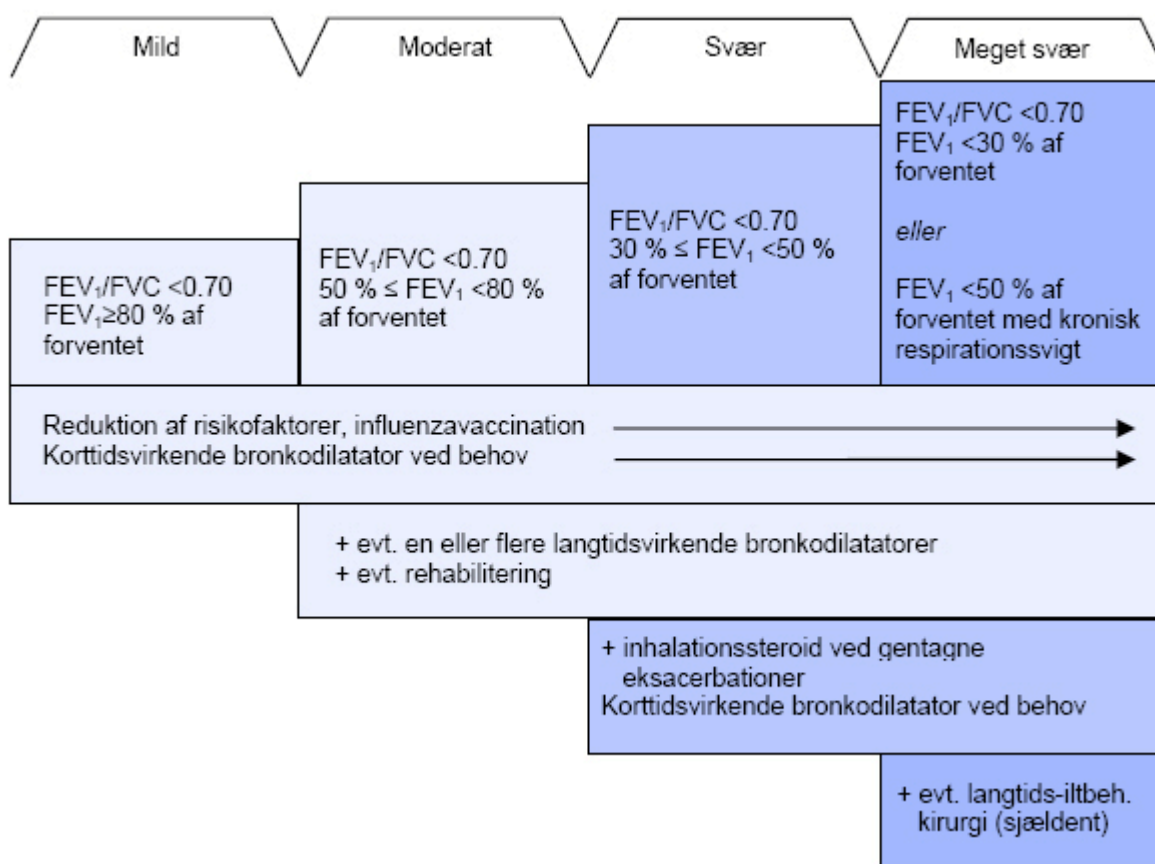 Mild
Moderat
Svær
Meget svær
FEV₁/FVC <0.70
FEV₁≥80 % af
forventet
FEV₁/FVC <0.70
50 % ≤ FEV₁ <80 %
af forventet
FEV₁/FVC <0.70
30 % ≤ FEV₁ <50 %
af forventet
FEV₁/FVC <0.70
FEV₁ <30 % af
forventet
eller
FEV₁ <50 % af
forventet med kronisk
respirationssvigt
Reduktion af risikofaktorer, influenzavaccination
Korttidsvirkende bronkodilatator ved behov
+ evt. en eller flere langtidsvirkende bronkodilatatorer
+ evt. rehabilitering
+ inhalationssteroid ved gentagne
eksacerbationer
Korttidsvirkende bronkodilatator ved behov
+ evt. langtids-iltbeh.
kirurgi (sjældent)